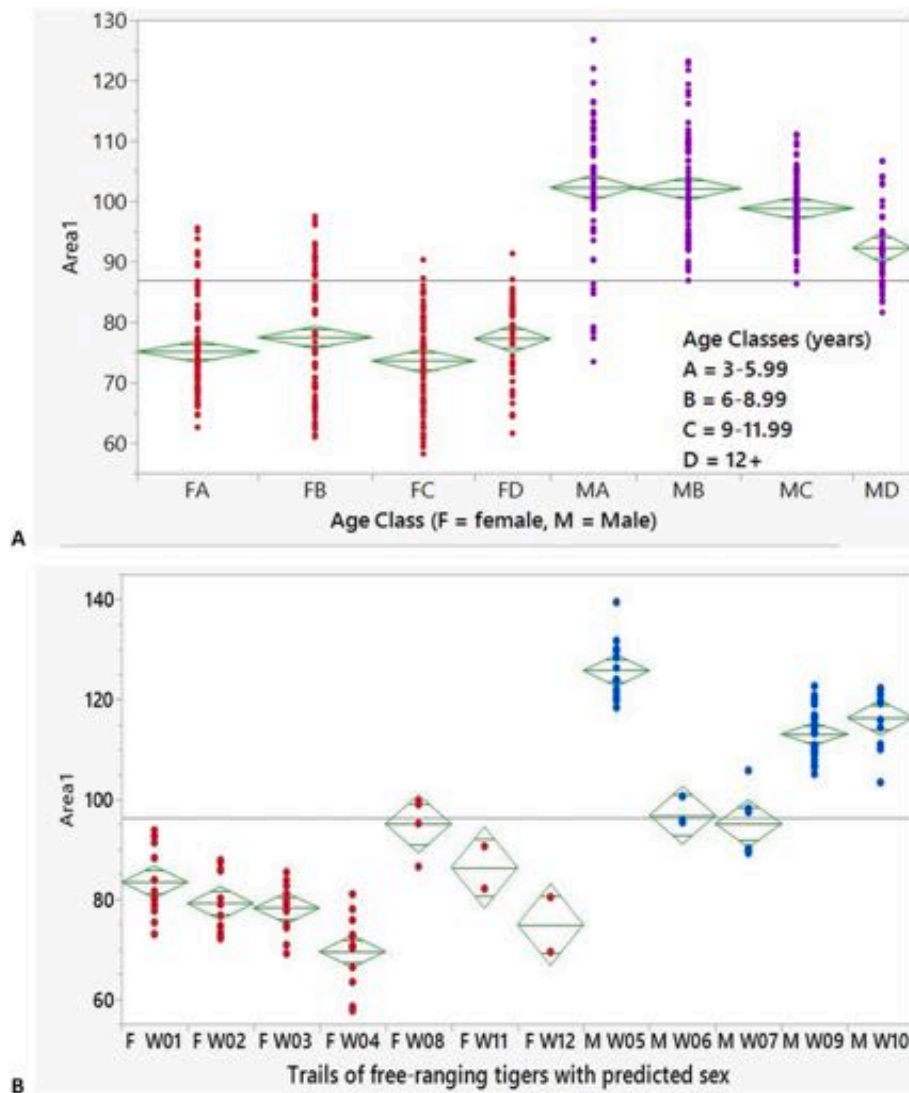 130
120
110
100
90
80
70
60
Area1
Age Classes (years)
A = 3-5.99
B = 6-8.99
C = 9-11.99
D = 12+
FA FB FC FD MA MB MC MD
Age Class (F = female, M = Male)
A
140
120
100
80
60
Area1
F W01 F W02 F W03 F W04 F W08 F W11 F W12 M W05 M W06 M W07 M W09 M W10
Trails of free-ranging tigers with predicted sex
B